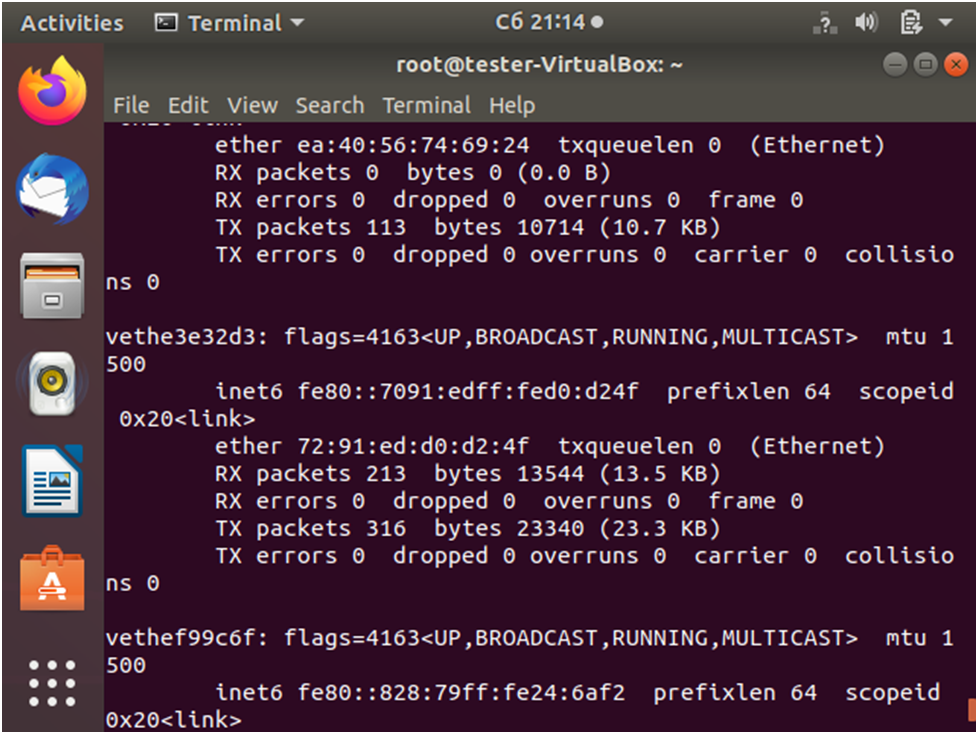 Activities Terminal Сб 21:14
root@tester-VirtualBox: ~
File Edit View Search Terminal Help
ether ea:40:56:74:69:24 txqueuelen 0 (Ethernet)
RX packets 0 bytes 0 (0.0 B)
RX errors 0 dropped 0 overruns 0 frame 0
TX packets 113 bytes 10714 (10.7 KB)
TX errors 0 dropped 0 overruns 0 carrier 0 collisio
ns 0
vethe3e32d3: flags=4163<UP,BROADCAST,RUNNING,MULTICAST> mtu 1
500
inet6 fe80::7091:edff:fed0:d24f prefixlen 64 scopeid
0x20<link>
ether 72:91:ed:d0:d2:4f txqueuelen 0 (Ethernet)
RX packets 213 bytes 13544 (13.5 KB)
RX errors 0 dropped 0 overruns 0 frame 0
TX packets 316 bytes 23340 (23.3 KB)
TX errors 0 dropped 0 overruns 0 carrier 0 collisio
ns 0
vethef99c6f: flags=4163<UP,BROADCAST,RUNNING,MULTICAST> mtu 1
500
inet6 fe80::828:79ff:fe24:6af2 prefixlen 64 scopeid
0x20<link>